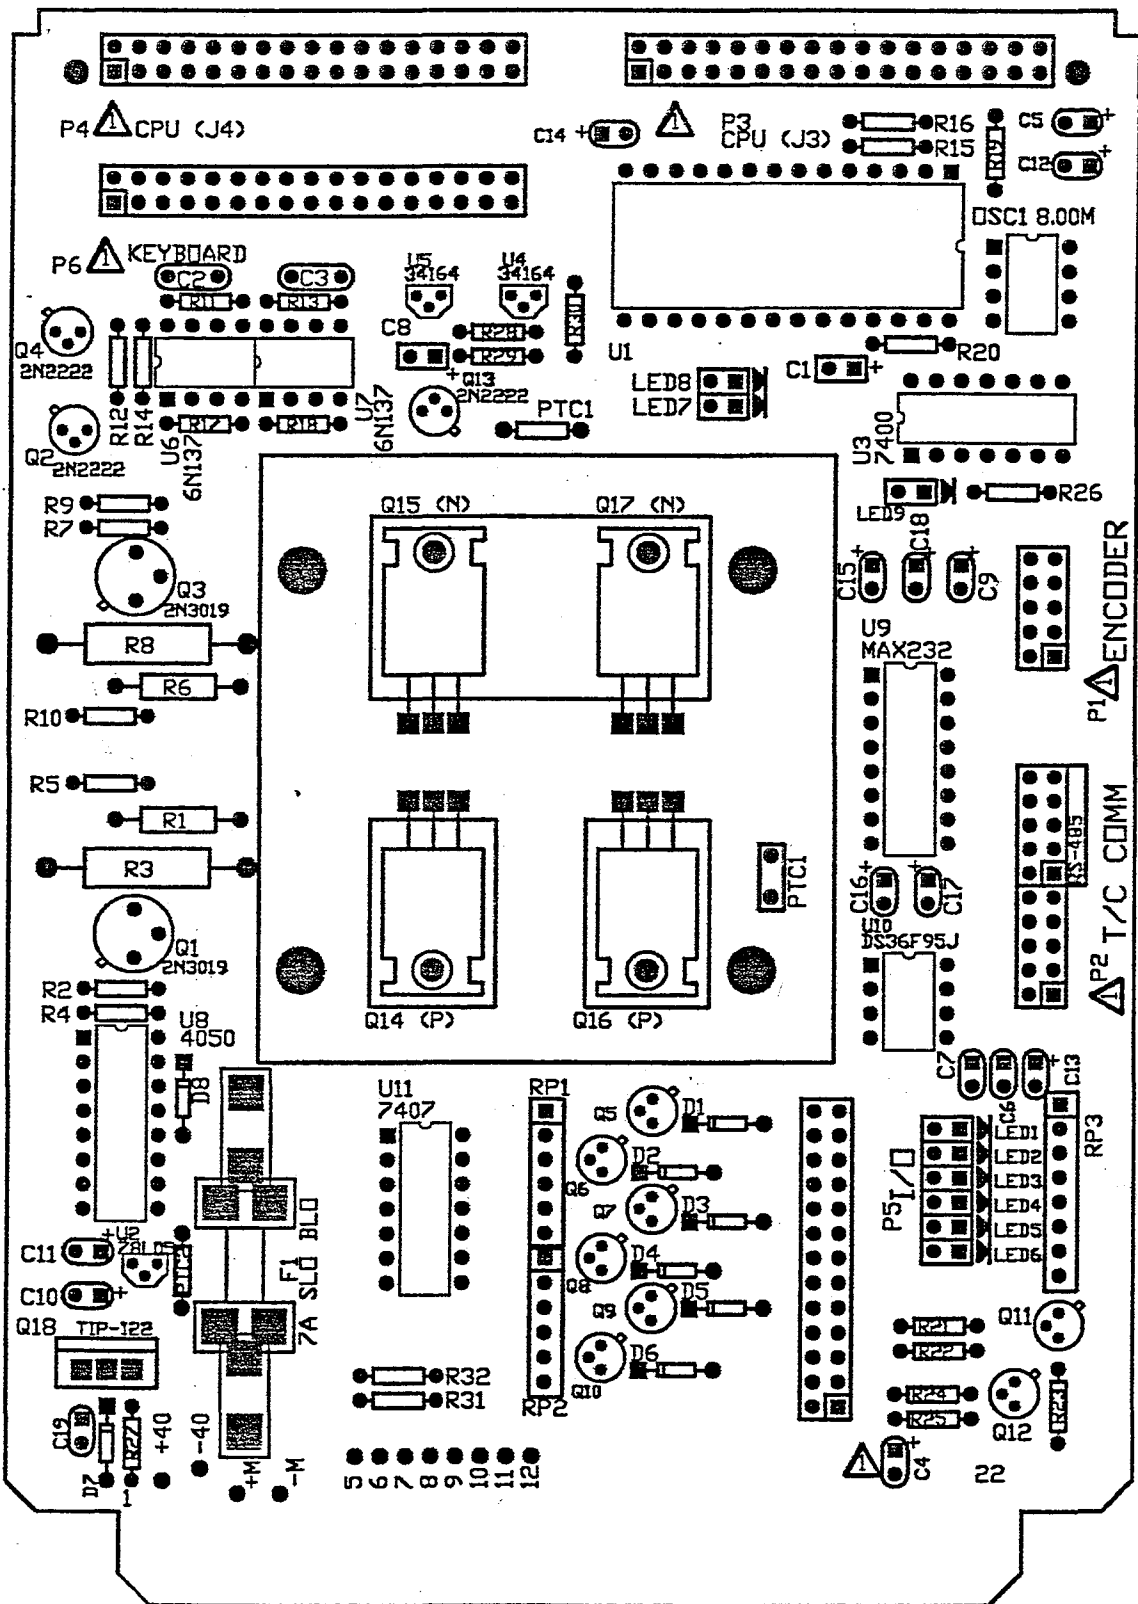 P4 1 CPU (J4)
C14 +
1 P3
CPU (J3)
R16
R15
R19
C5 +
C12 +
OSC1 8.00M
P6 1 KEYBOARD
C2
C3
U5
34164
U4
34164
R11
R13
R30
C8
+
R28
R29
U1
R20
C1 +
Q4
2N2222
Q13
2N2222
LED8
LED7
PTC1
R12
R14
R17
R18
U6
6N137
U7
6N137
U3
7400
Q2
2N2222
R9
R7
LED9
R26
Q15 (N)
Q17 (N)
C15 +
C18 +
C9 +
Q3
2N3019
R8
R6
R10
U9
MAX232
P1 1 ENCODER
R5
R1
R3
PTC1
RS-485
C16 +
C17 +
P2 1 T/C COMM
Q1
2N3019
U10
DS36F95J
R2
R4
Q14 (P)
Q16 (P)
U8
4050
D8
C7
C6
C13 +
U11
7407
RP1
Q5
D1
Q6
D2
Q7
D3
Q8
D4
Q9
D5
Q10
D6
P5 I/O
LED1
LED2
LED3
LED4
LED5
LED6
RP3
C11 +
U2
78L05
PTC2
C10 +
F1
7A SLO BLO
Q18
TIP-122
R21
R22
Q11
R32
R31
RP2
R24
R25
Q12
R23
C19
D7
R27
1
+40
-40
+M
-M
5
6
7
8
9
10
11
12
1 C4 +
22